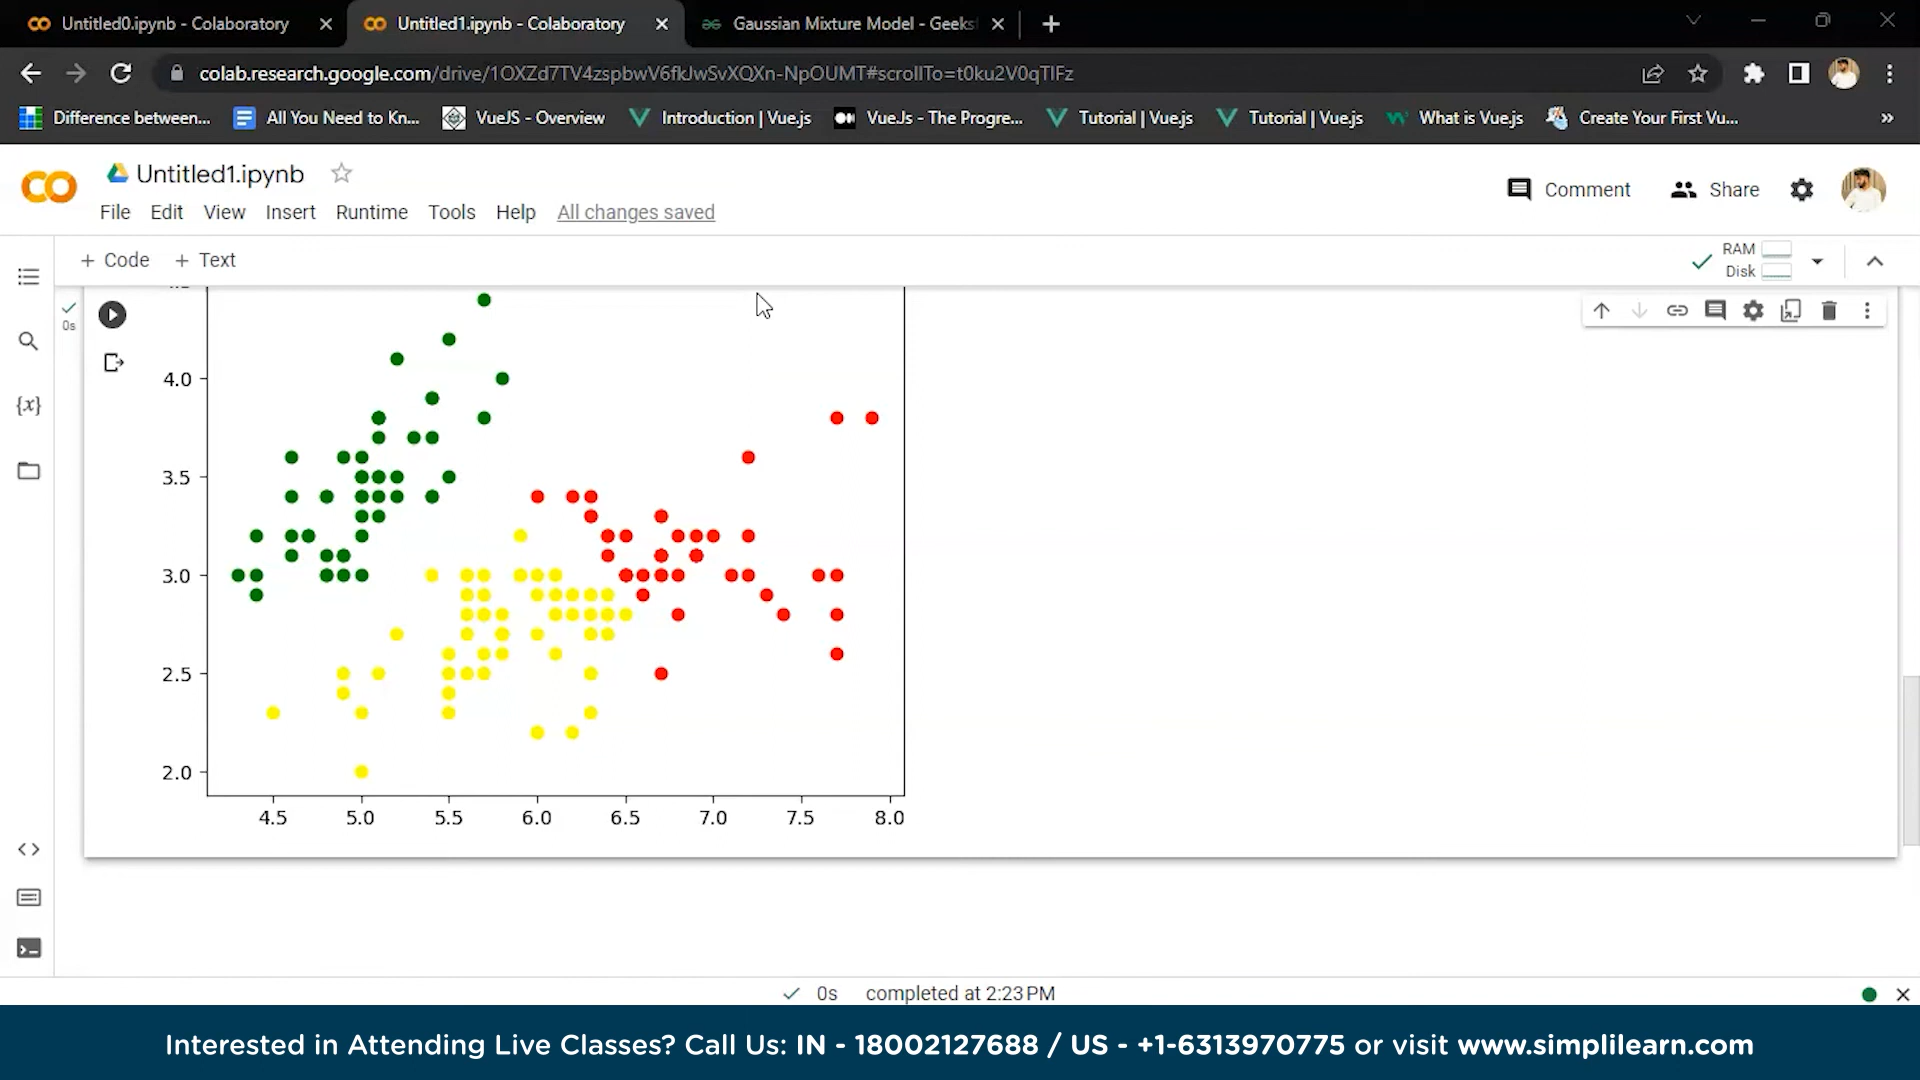 Untitled0.ipynb - Colaboratory
Untitled1.ipynb - Colaboratory
Gaussian Mixture Model - Geeks
colab.research.google.com/drive/1OXZd7TV4zspbwV6fkJwSvXQXn-NpOUMT#scrollTo=t0ku2V0qTlFz
Difference between...
All You Need to Kn...
VueJS - Overview
Introduction | Vue.js
VueJs - The Progre...
Tutorial | Vue.js
Tutorial | Vue.js
What is Vue.js
Create Your First Vu...
»
Untitled1.ipynb
Comment
Share
File Edit View Insert Runtime Tools Help All changes saved
+ Code + Text
RAM
Disk
0s
{x}
4.0
3.5
3.0
2.5
2.0
4.5 5.0 5.5 6.0 6.5 7.0 7.5 8.0
0s completed at 2:23 PM
Interested in Attending Live Classes? Call Us: IN - 18002127688 / US - +1-6313970775 or visit www.simplilearn.com